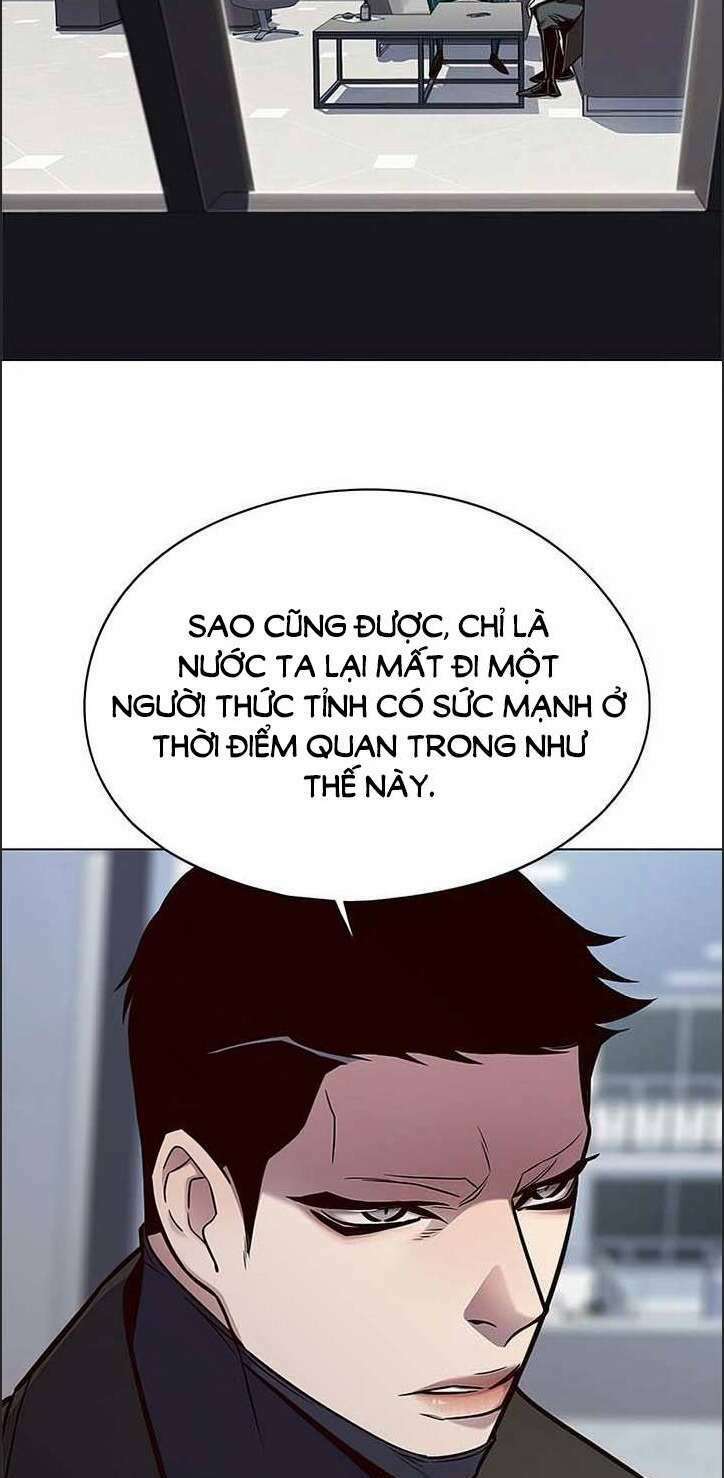 SAO CŨNG ĐƯỢC, CHỈ LÀ
NƯỚC TA LẠI MẤT ĐI MỘT
NGƯỜI THỨC TỈNH CÓ SỨC MẠNH Ở
THỜI ĐIỂM QUAN TRONG NHƯ
THẾ NÀY.